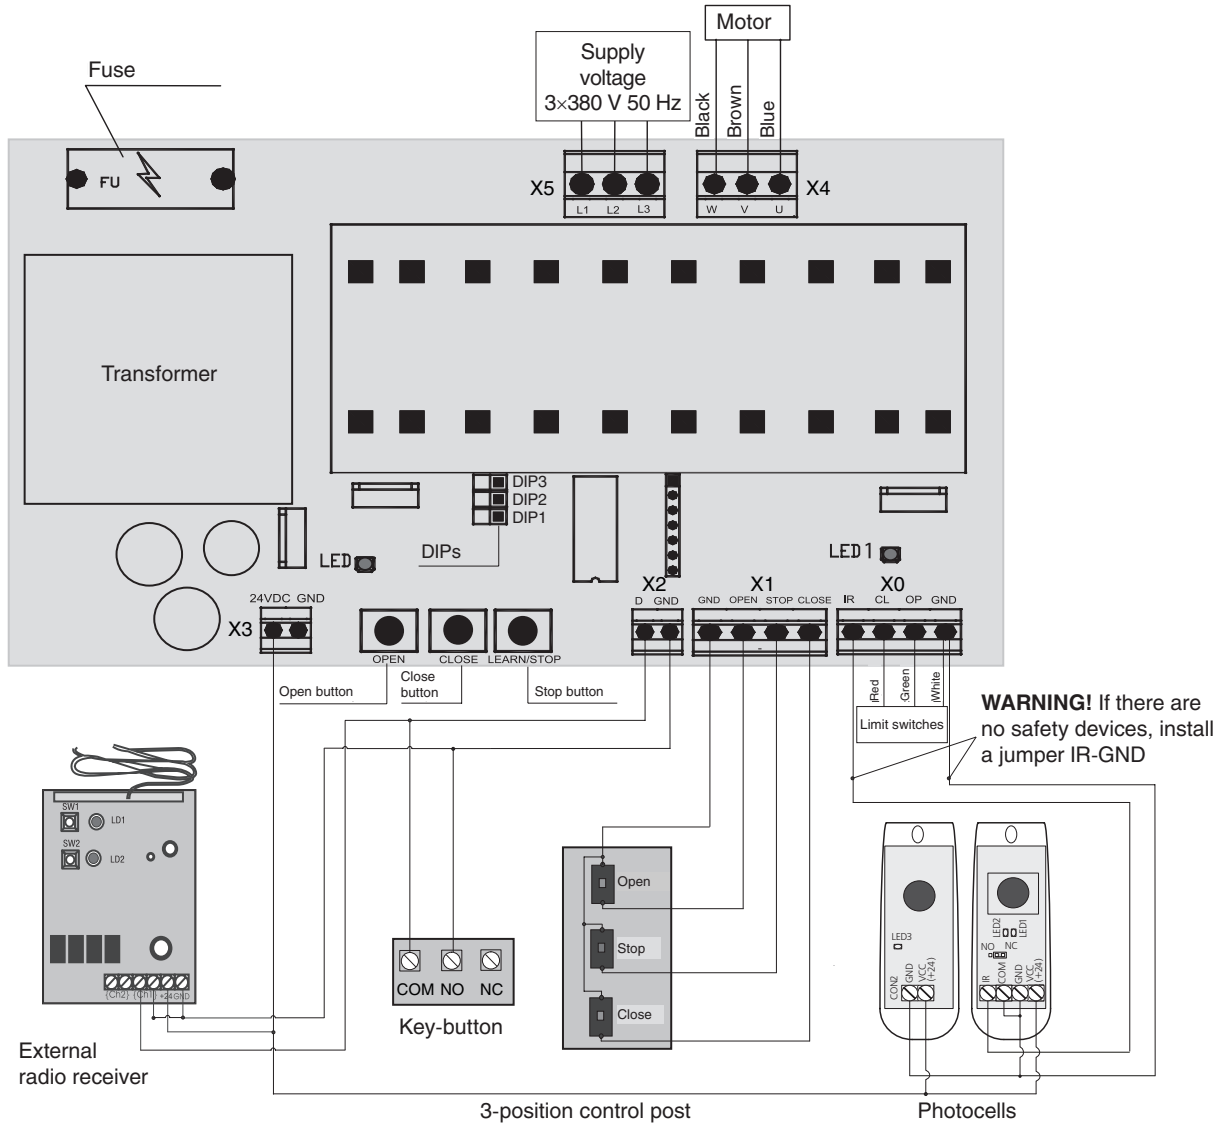 Motor
Supply
voltage
3×380 V 50 Hz
Fuse
Black
Brown
Blue
FU
X5
X4
L1 L2 L3
W V U
Transformer
DIP3
DIP2
DIP1
DIPs
LED
LED1
X2
X1
X0
24VDC GND
D GND
GND OPEN STOP CLOSE
IR CL OP GND
X3
OPEN
CLOSE
LEARN/STOP
Open button
Close
button
Stop button
Red
Green
White
Limit switches
WARNING! If there are
no safety devices, install
a jumper IR-GND
SW1
LD1
SW2
LD2
(Ch2) (Ch1) +24 GND
External
radio receiver
COM NO NC
Key-button
Open
Stop
Close
3-position control post
LED3
CON2
GND
VCC
(+24)
LED2
LED1
NO NC
IR
COM
GND
VCC
(+24)
Photocells